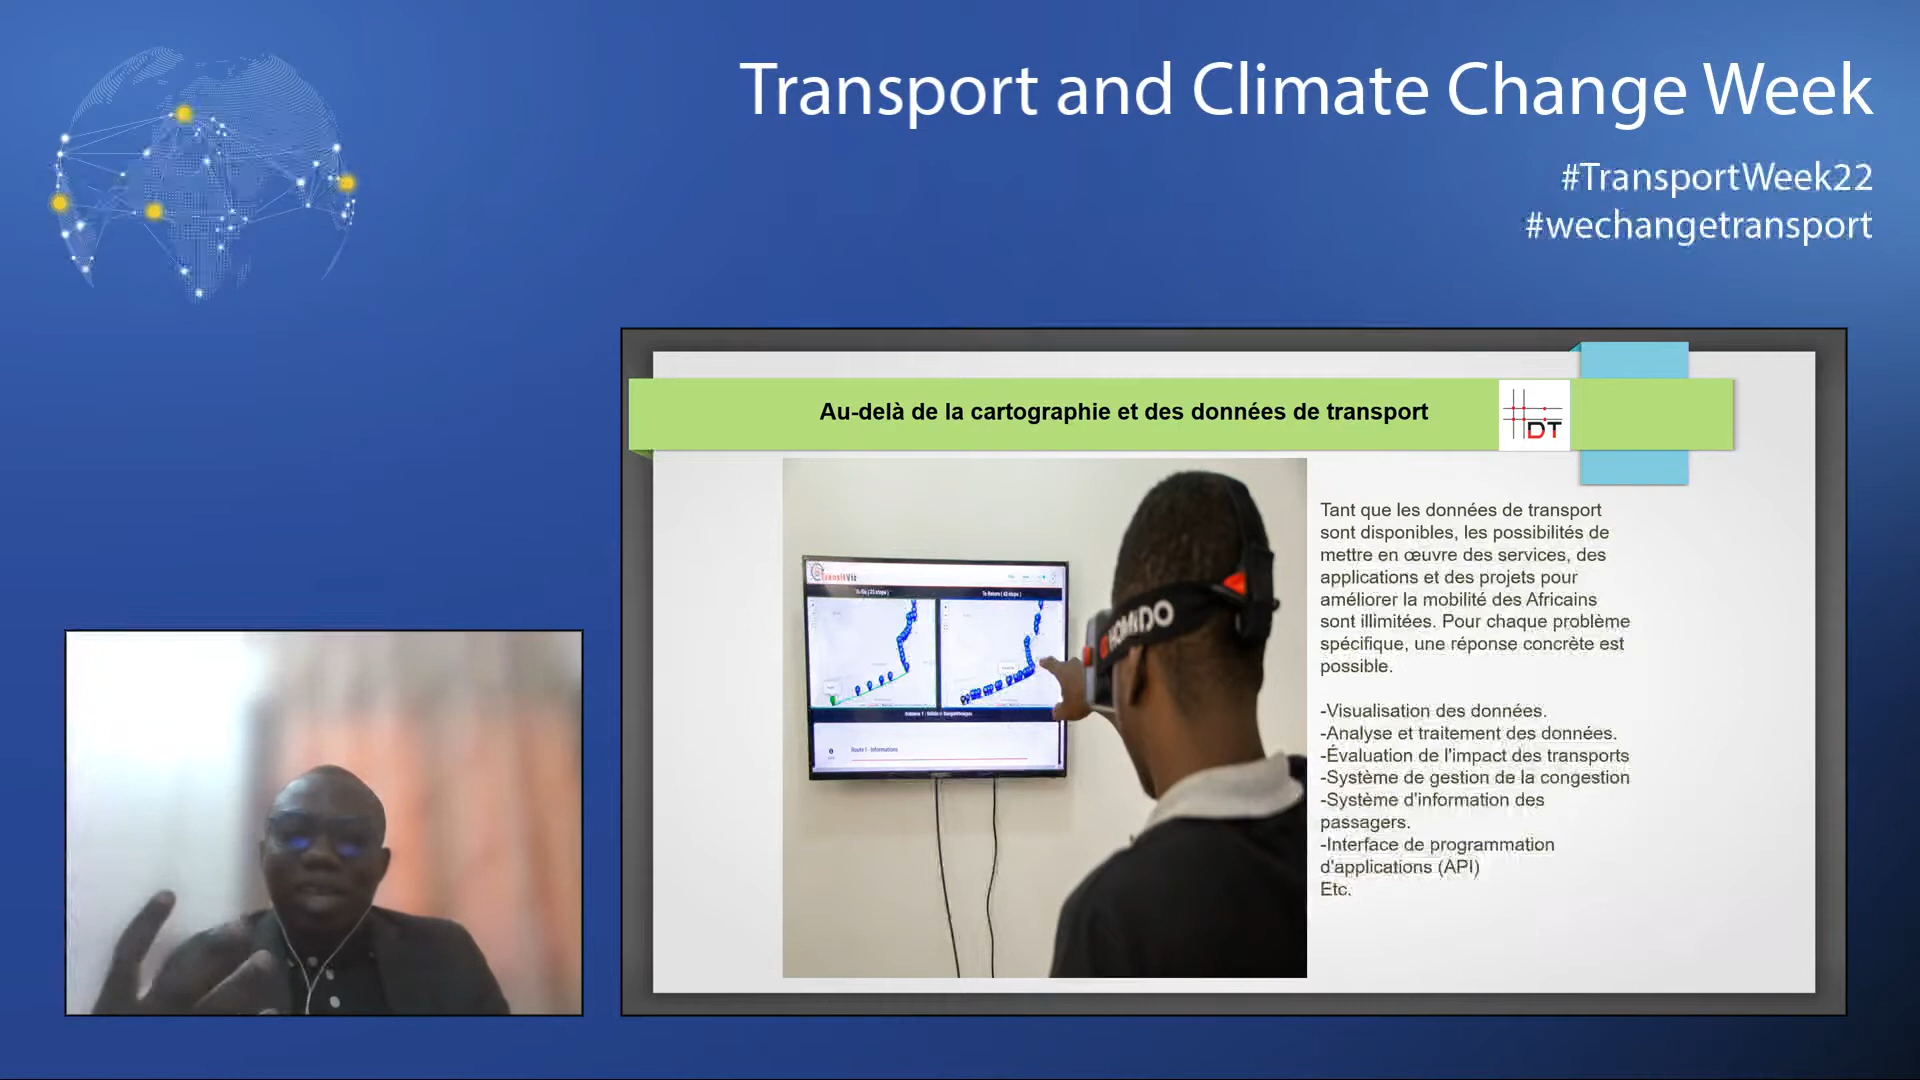 Transport and Climate Change Week
#TransportWeek22
#wechangetransport
Au-delà de la cartographie et des données de transport
DT
Tant que les données de transport
sont disponibles, les possibilités de
mettre en œuvre des services, des
applications et des projets pour
améliorer la mobilité des Africains
sont illimitées. Pour chaque problème
spécifique, une réponse concrète est
possible.
-Visualisation des données.
-Analyse et traitement des données.
-Évaluation de l'impact des transports
-Système de gestion de la congestion
-Système d'information des
passagers.
-Interface de programmation
d'applications (API)
Etc.
HOMIDO
Route 1 - Informations